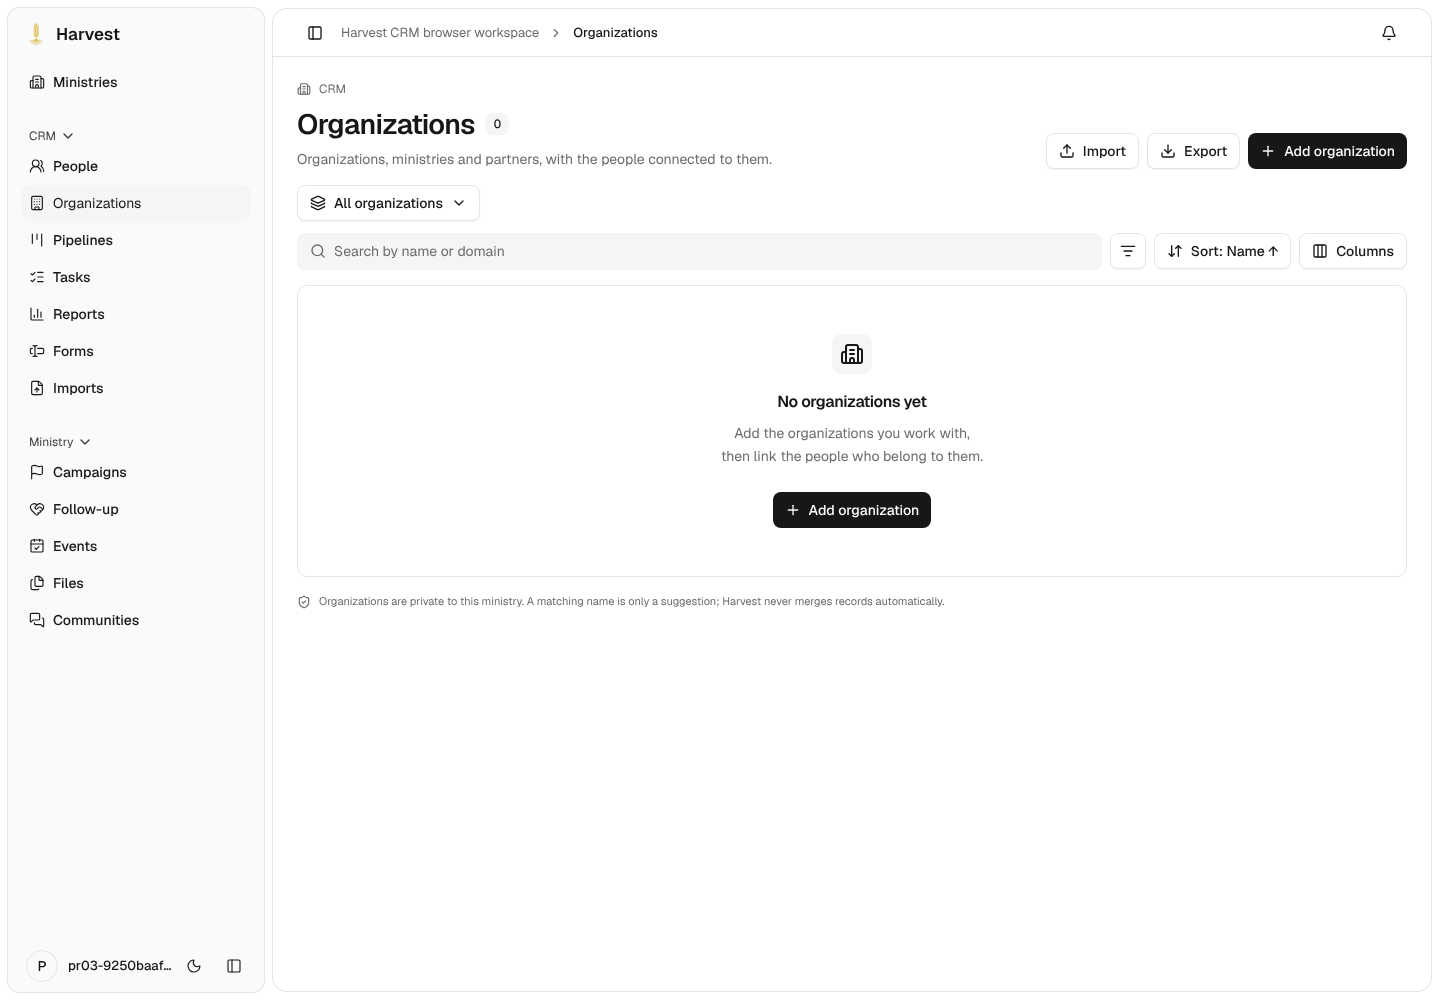 Harvest
Ministries
CRM
People
Organizations
Pipelines
Tasks
Reports
Forms
Imports
Ministry
Campaigns
Follow-up
Events
Files
Communities
P
pr03-9250baaf…
Harvest CRM browser workspace
Organizations
CRM
Organizations 0
Organizations, ministries and partners, with the people connected to them.
Import
Export
Add organization
All organizations
Search by name or domain
Sort: Name ↑
Columns
No organizations yet
Add the organizations you work with,
then link the people who belong to them.
Add organization
Organizations are private to this ministry. A matching name is only a suggestion; Harvest never merges records automatically.